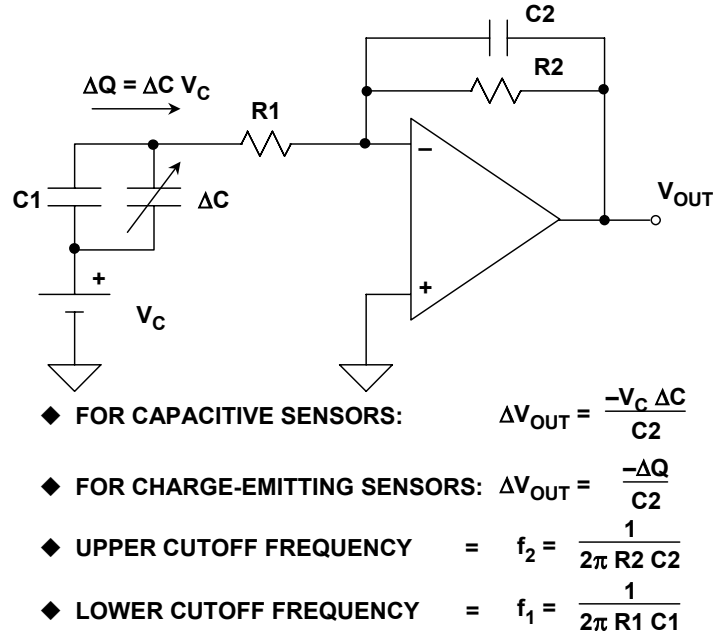 C2
R2
ΔQ = ΔC V_C
R1
C1
ΔC
–
+
V_OUT
+
V_C
◆ FOR CAPACITIVE SENSORS: ΔV_OUT = –V_C ΔC / C2
◆ FOR CHARGE-EMITTING SENSORS: ΔV_OUT = –ΔQ / C2
◆ UPPER CUTOFF FREQUENCY = f_2 = 1 / 2π R2 C2
◆ LOWER CUTOFF FREQUENCY = f_1 = 1 / 2π R1 C1